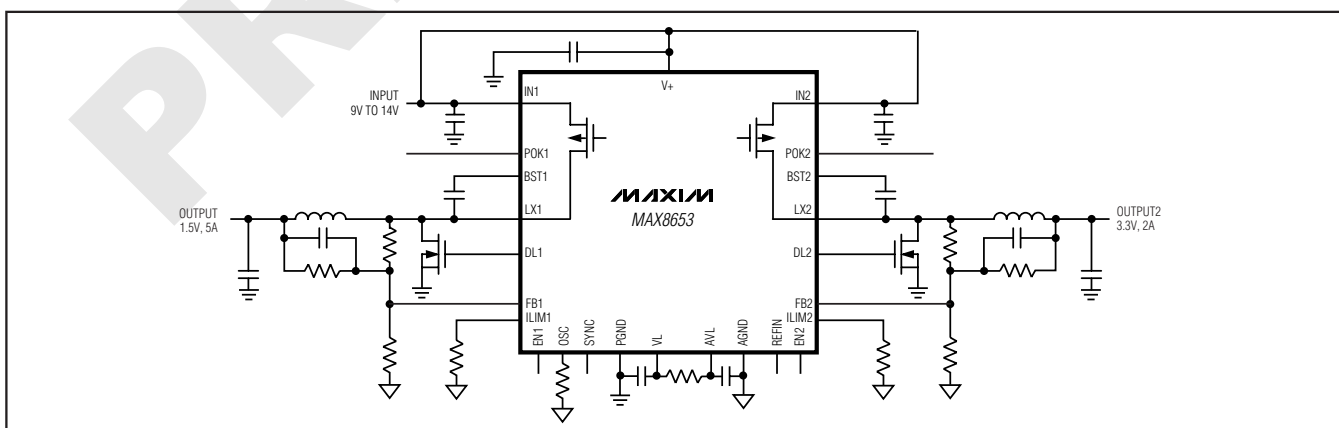 PR
V+
IN1
IN2
INPUT
9V TO 14V
POK1
POK2
BST1
BST2
MAXIM
MAX8653
OUTPUT
1.5V, 5A
LX1
LX2
OUTPUT2
3.3V, 2A
DL1
DL2
FB1
FB2
ILIM1
ILIM2
EN1
OSC
SYNC
PGND
VL
AVL
AGND
REFIN
EN2